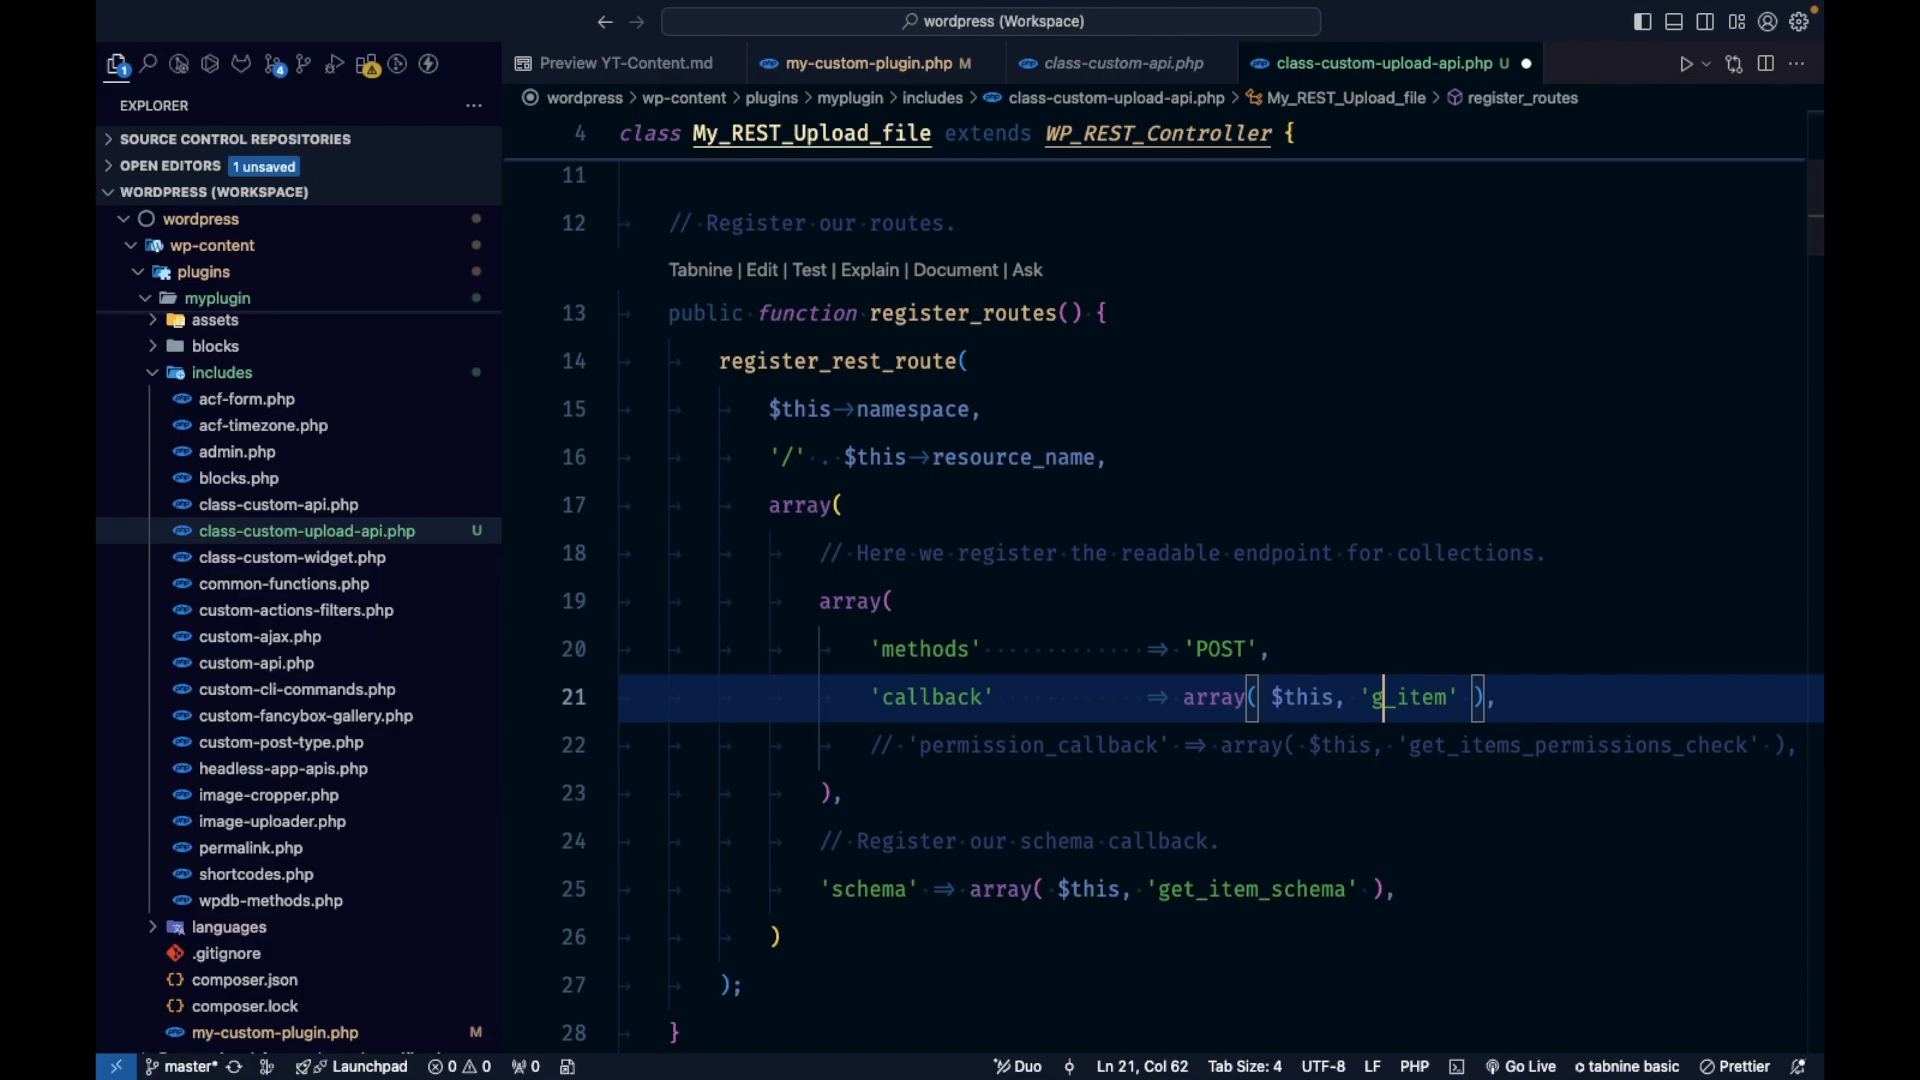 wordpress (Workspace)
1
4
Preview YT-Content.md
my-custom-plugin.php M
class-custom-api.php
class-custom-upload-api.php U
EXPLORER
wordpress > wp-content > plugins > myplugin > includes > class-custom-upload-api.php > My_REST_Upload_file > register_routes
SOURCE CONTROL REPOSITORIES
OPEN EDITORS 1 unsaved
WORDPRESS (WORKSPACE)
wordpress
wp-content
plugins
myplugin
assets
blocks
includes
acf-form.php
acf-timezone.php
admin.php
blocks.php
class-custom-api.php
class-custom-upload-api.php U
class-custom-widget.php
common-functions.php
custom-actions-filters.php
custom-ajax.php
custom-api.php
custom-cli-commands.php
custom-fancybox-gallery.php
custom-post-type.php
headless-app-apis.php
image-cropper.php
image-uploader.php
permalink.php
shortcodes.php
wpdb-methods.php
languages
.gitignore
composer.json
composer.lock
my-custom-plugin.php M
4 class My_REST_Upload_file extends WP_REST_Controller {
11
12 // Register our routes.
Tabnine | Edit | Test | Explain | Document | Ask
13 public function register_routes() {
14 register_rest_route(
15 $this->namespace,
16 '/' . $this->resource_name,
17 array(
18 // Here we register the readable endpoint for collections.
19 array(
20 'methods' => 'POST',
21 'callback' => array( $this, 'g_item' ),
22 // 'permission_callback' => array( $this, 'get_items_permissions_check' ),
23 ),
24 // Register our schema callback.
25 'schema' => array( $this, 'get_item_schema' ),
26 )
27 );
28 }
master* Launchpad 0 0 0 Duo Ln 21, Col 62 Tab Size: 4 UTF-8 LF PHP Go Live tabnine basic Prettier